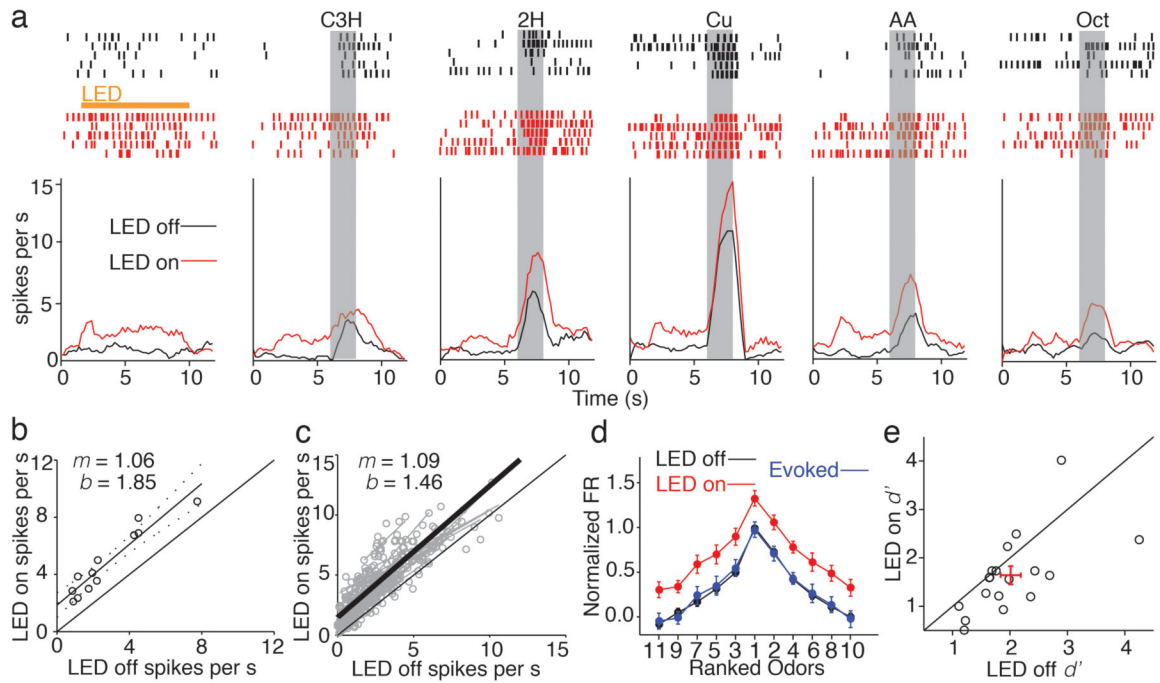 a
C3H
2H
Cu
AA
Oct
LED
15
10
5
0
spikes per s
LED off
LED on
0 5 10
0 5 10
0 5 10
0 5 10
0 5 10
0 5 10
Time (s)
b
m = 1.06
b = 1.85
LED on spikes per s
12
8
4
0
0 4 8 12
LED off spikes per s
c
m = 1.09
b = 1.46
LED on spikes per s
15
10
5
0
0 5 10 15
LED off spikes per s
d
LED off
LED on
Evoked
Normalized FR
1.5
1.0
0.5
0.0
11 9 7 5 3 1 2 4 6 8 10
Ranked Odors
e
LED on d'
4
3
2
1
1 2 3 4
LED off d'